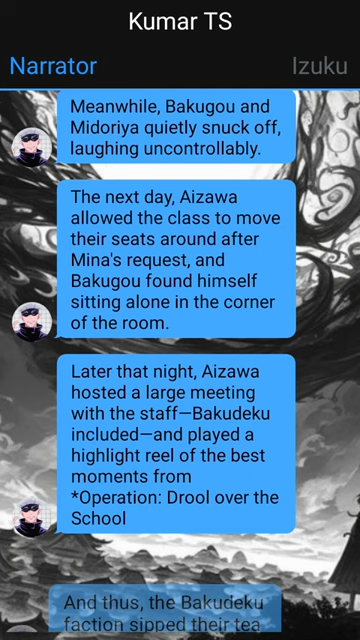 Kumar TS
Narrator
Izuku
Meanwhile, Bakugou and
Midoriya quietly snuck off,
laughing uncontrollably.
The next day, Aizawa
allowed the class to move
their seats around after
Mina's request, and
Bakugou found himself
sitting alone in the corner
of the room.
Later that night, Aizawa
hosted a large meeting
with the staff—Bakudeku
included—and played a
highlight reel of the best
moments from
*Operation: Drool over the
School
And thus, the Bakudeku
faction sipped their tea